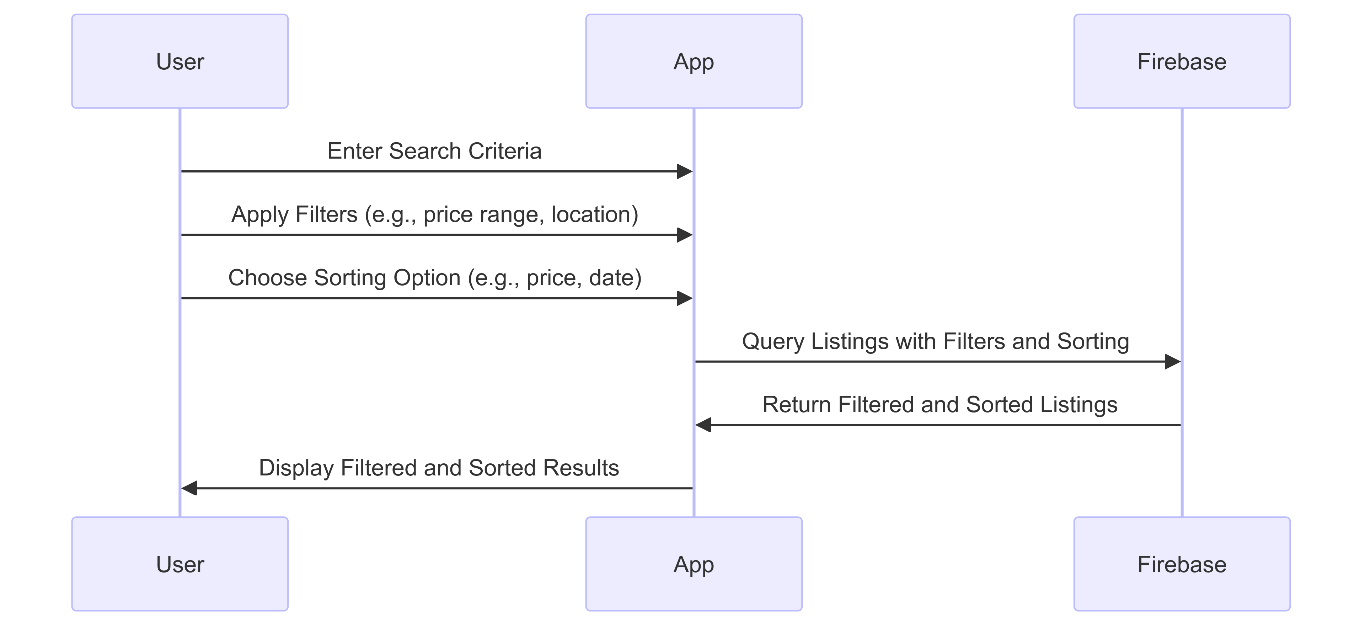 User
App
Firebase
Enter Search Criteria
Apply Filters (e.g., price range, location)
Choose Sorting Option (e.g., price, date)
Query Listings with Filters and Sorting
Return Filtered and Sorted Listings
Display Filtered and Sorted Results
User
App
Firebase